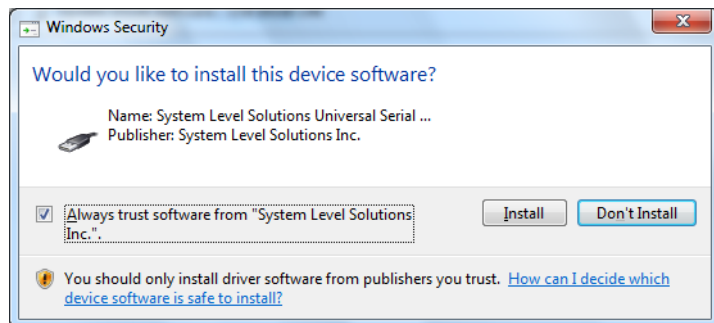 Windows Security
Would you like to install this device software?
Name: System Level Solutions Universal Serial ...
Publisher: System Level Solutions Inc.
Always trust software from "System Level Solutions
Inc.".
Install
Don't Install
You should only install driver software from publishers you trust. How can I decide which
device software is safe to install?